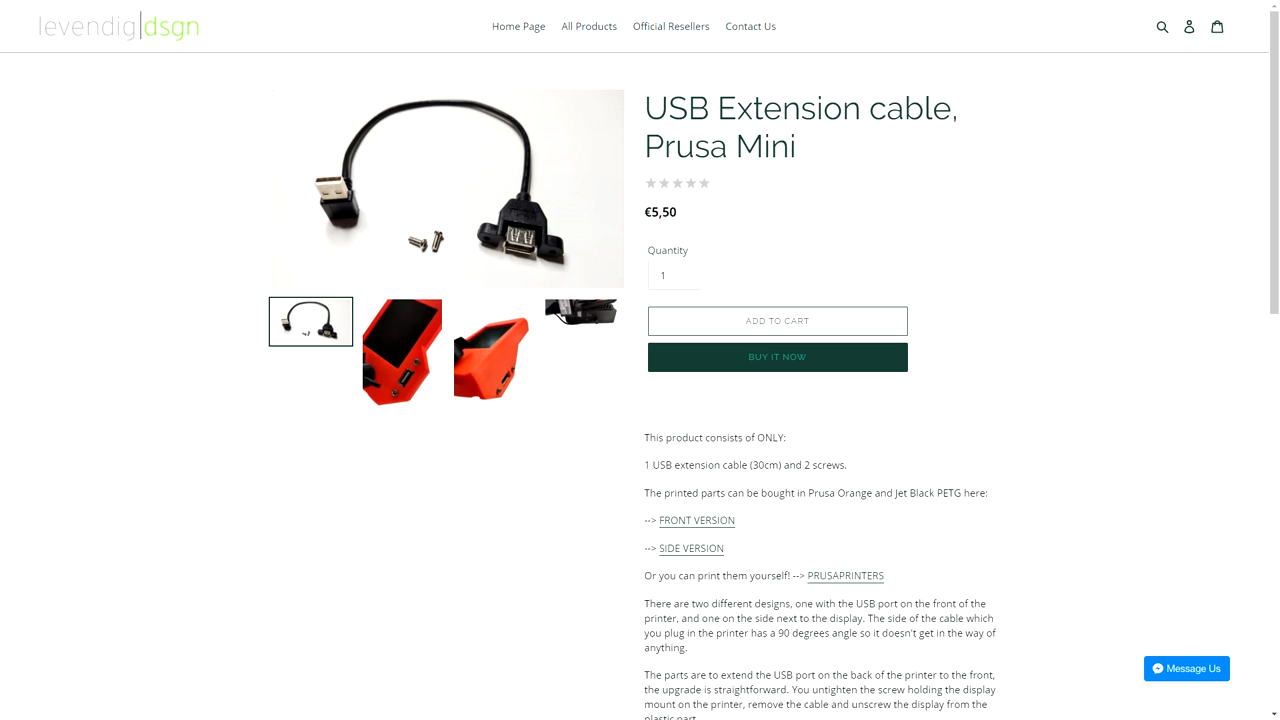 levendig|dsgn
Home Page All Products Official Resellers Contact Us
USB Extension cable,
Prusa Mini
€5,50
Quantity
1
ADD TO CART
BUY IT NOW
This product consists of ONLY:
1 USB extension cable (30cm) and 2 screws.
The printed parts can be bought in Prusa Orange and Jet Black PETG here:
--> FRONT VERSION
--> SIDE VERSION
Or you can print them yourself! --> PRUSAPRINTERS
There are two different designs, one with the USB port on the front of the
printer, and one on the side next to the display. The side of the cable which
you plug in the printer has a 90 degrees angle so it doesn't get in the way of
anything.
The parts are to extend the USB port on the back of the printer to the front,
the upgrade is straightforward. You untighten the screw holding the display
mount on the printer, remove the cable and unscrew the display from the
plastic part
Message Us